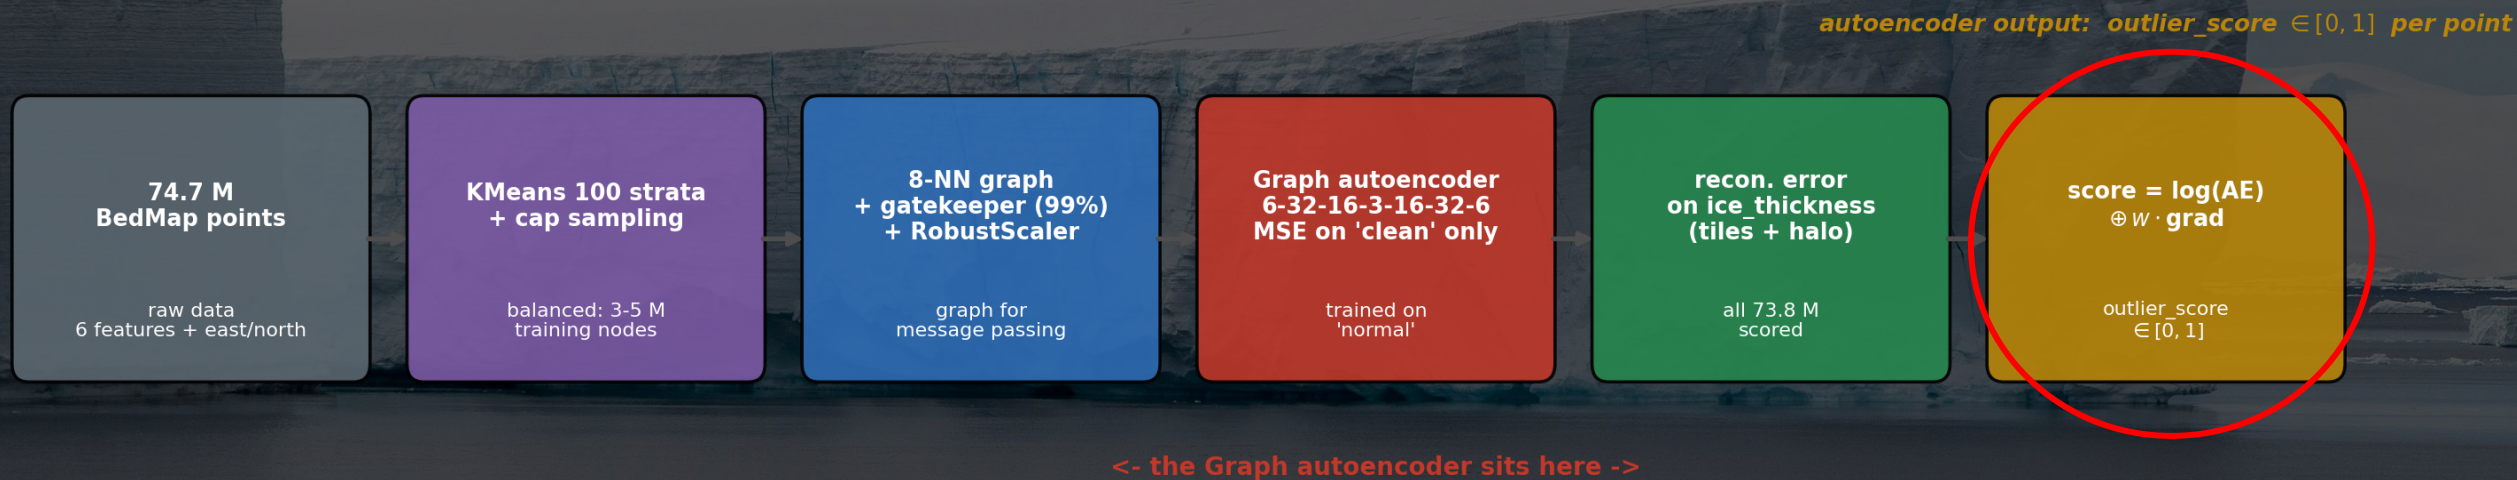 autoencoder output: outlier_score ∈ [0, 1] per point
74.7 M
BedMap points
raw data
6 features + east/north
KMeans 100 strata
+ cap sampling
balanced: 3-5 M
training nodes
8-NN graph
+ gatekeeper (99%)
+ RobustScaler
graph for
message passing
Graph autoencoder
6-32-16-3-16-32-6
MSE on 'clean' only
trained on
'normal'
recon. error
on ice_thickness
(tiles + halo)
all 73.8 M
scored
score = log(AE)
⊕ w · grad
outlier_score
∈ [0, 1]
<- the Graph autoencoder sits here ->